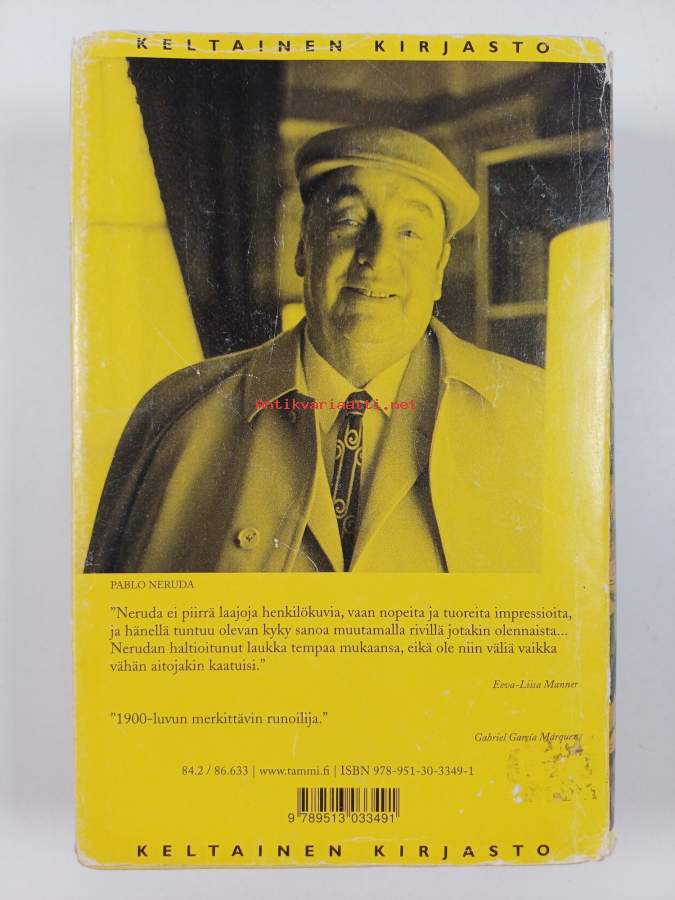 KELTAINEN KIRJASTO
Antikvariaatti.net
PABLO NERUDA
”Neruda ei piirrä laajoja henkilökuvia, vaan nopeita ja tuoreita impressioita,
ja hänellä tuntuu olevan kyky sanoa muutamalla rivillä jotakin olennaista...
Nerudan haltioitunut laukka tempaa mukaansa, eikä ole niin väliä vaikka
vähän aitojakin kaatuisi.”
Eeva-Liisa Manner
”1900-luvun merkittävin runoilija.”
Gabriel García Márquez
84.2 / 86.633 | www.tammi.fi | ISBN 978-951-30-3349-1
9 789513 033491
KELTAINEN KIRJASTO